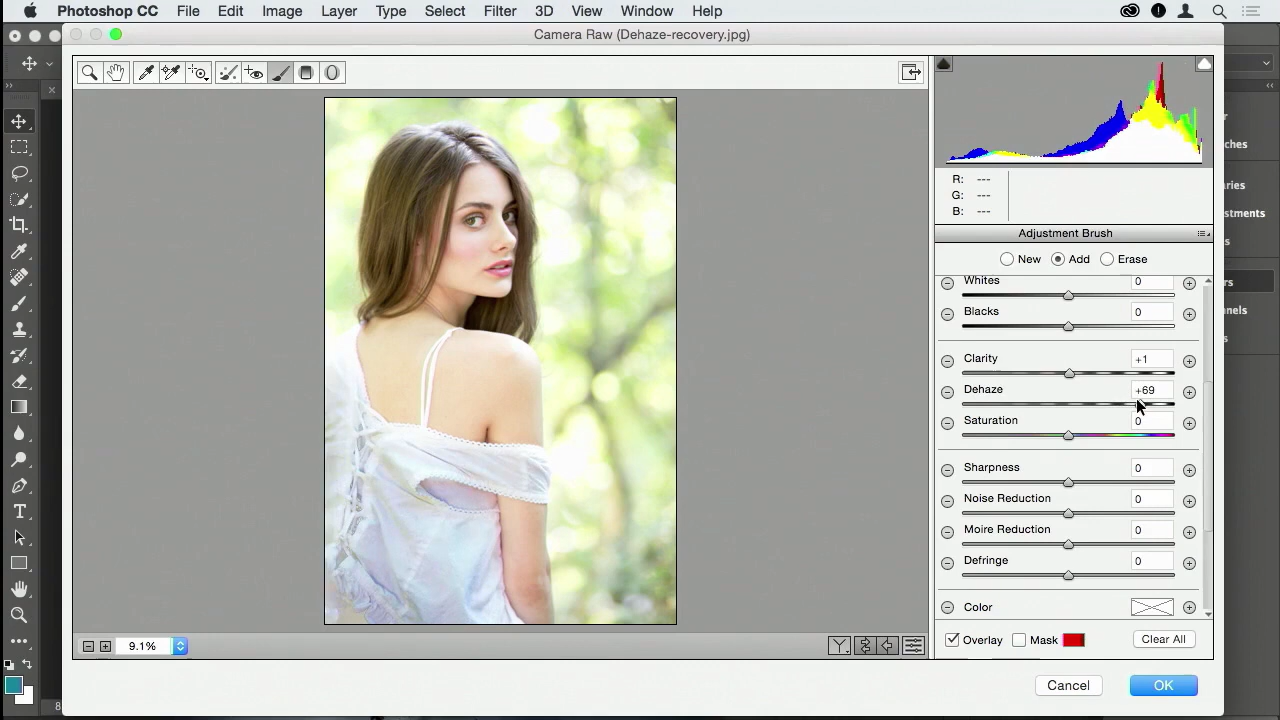 Photoshop CC File Edit Image Layer Type Select Filter 3D View Window Help
Camera Raw (Dehaze-recovery.jpg)
R: ---
G: ---
B: ---
Adjustment Brush
New Add Erase
Whites 0
Blacks 0
Clarity +1
Dehaze +69
Saturation 0
Sharpness 0
Noise Reduction 0
Moire Reduction 0
Defringe 0
Color
Overlay Mask Clear All
9.1%
Y
Cancel OK
T
8